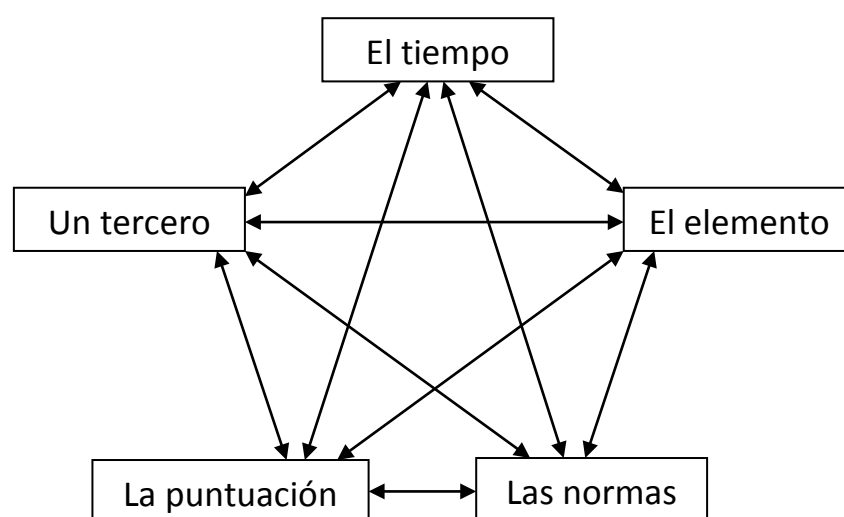 El tiempo
Un tercero
El elemento
La puntuación
Las normas